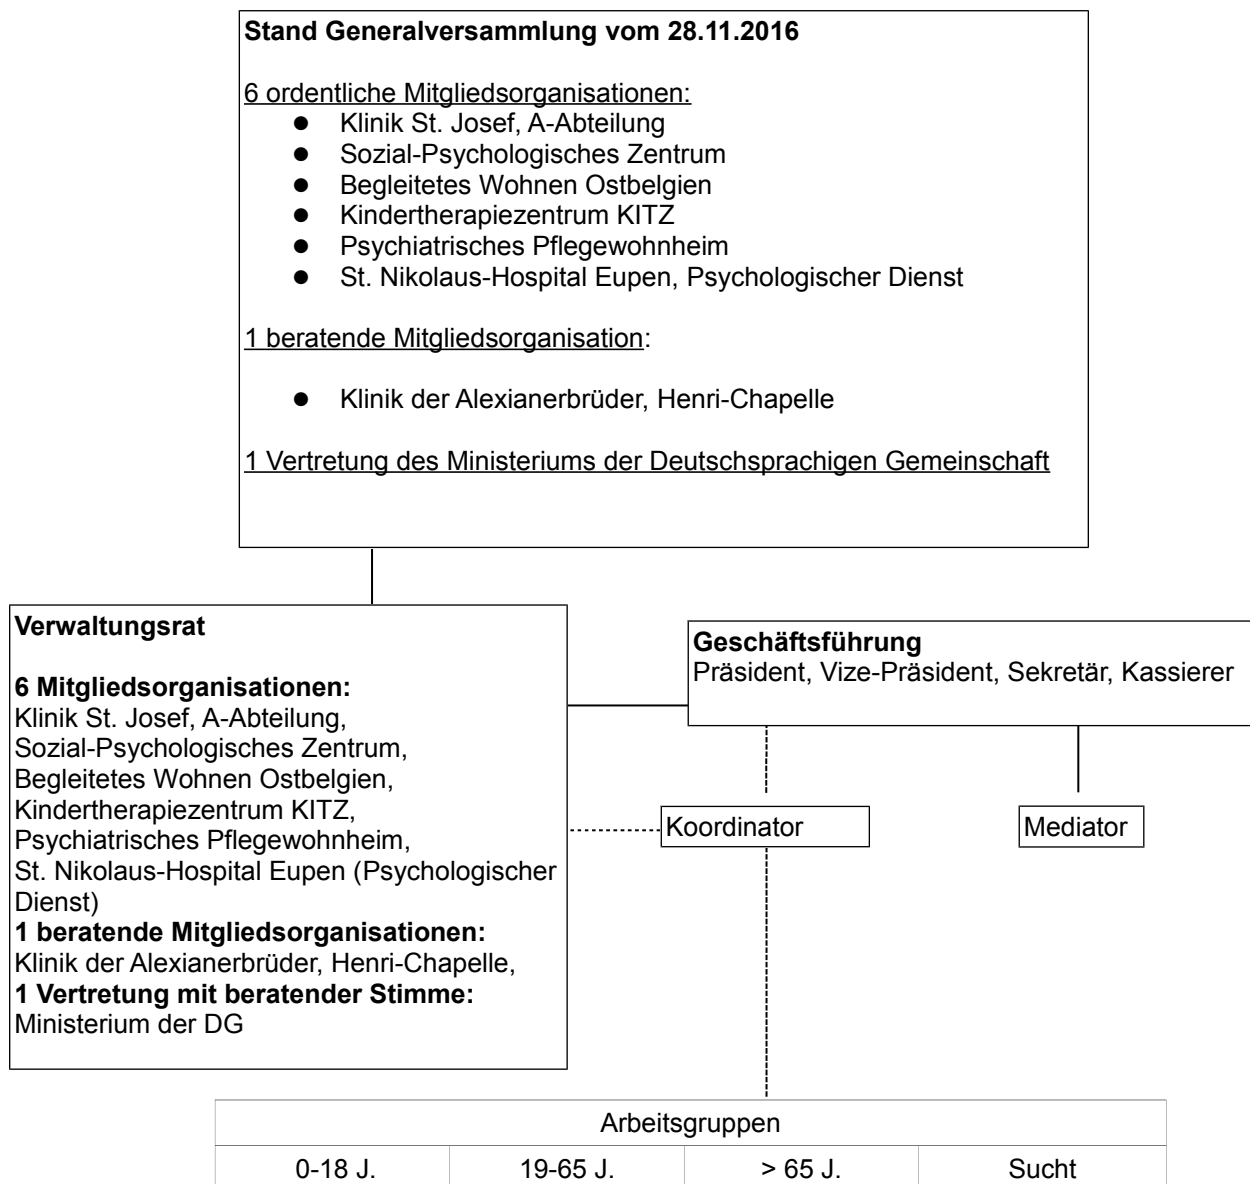 Stand Generalversammlung vom 28.11.2016
6 ordentliche Mitgliedsorganisationen:
● Klinik St. Josef, A-Abteilung
● Sozial-Psychologisches Zentrum
● Begleitetes Wohnen Ostbelgien
● Kindertherapiezentrum KITZ
● Psychiatrisches Pflegewohnheim
● St. Nikolaus-Hospital Eupen, Psychologischer Dienst
1 beratende Mitgliedsorganisation:
● Klinik der Alexianerbrüder, Henri-Chapelle
1 Vertretung des Ministeriums der Deutschsprachigen Gemeinschaft
Verwaltungsrat
6 Mitgliedsorganisationen:
Klinik St. Josef, A-Abteilung,
Sozial-Psychologisches Zentrum,
Begleitetes Wohnen Ostbelgien,
Kindertherapiezentrum KITZ,
Psychiatrisches Pflegewohnheim,
St. Nikolaus-Hospital Eupen (Psychologischer
Dienst)
1 beratende Mitgliedsorganisationen:
Klinik der Alexianerbrüder, Henri-Chapelle,
1 Vertretung mit beratender Stimme:
Ministerium der DG
Geschäftsführung
Präsident, Vize-Präsident, Sekretär, Kassierer
Koordinator
Mediator
Arbeitsgruppen
0-18 J.
19-65 J.
> 65 J.
Sucht